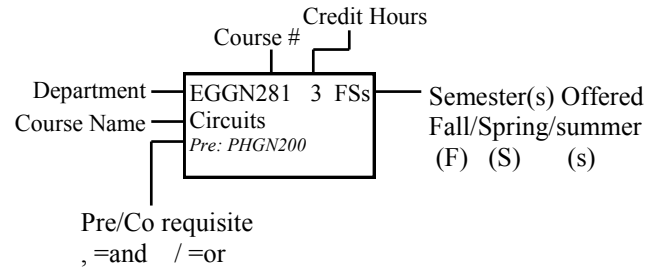 Credit Hours
Course #
Department
EGGN281 3 FSs
Semester(s) Offered
Course Name
Circuits
Fall/Spring/summer
Pre: PHGN200
(F) (S) (s)
Pre/Co requisite
, =and / =or